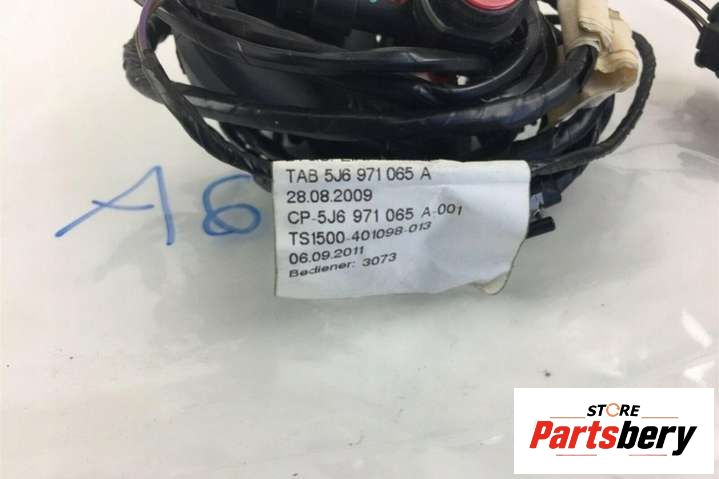 TAB 5J6 971 065 A
28.08.2009
CP-5J6 971 065 A-001
TS1500-401098-013
06.09.2011
Bediener: 3073
A6
STORE
Partsbery